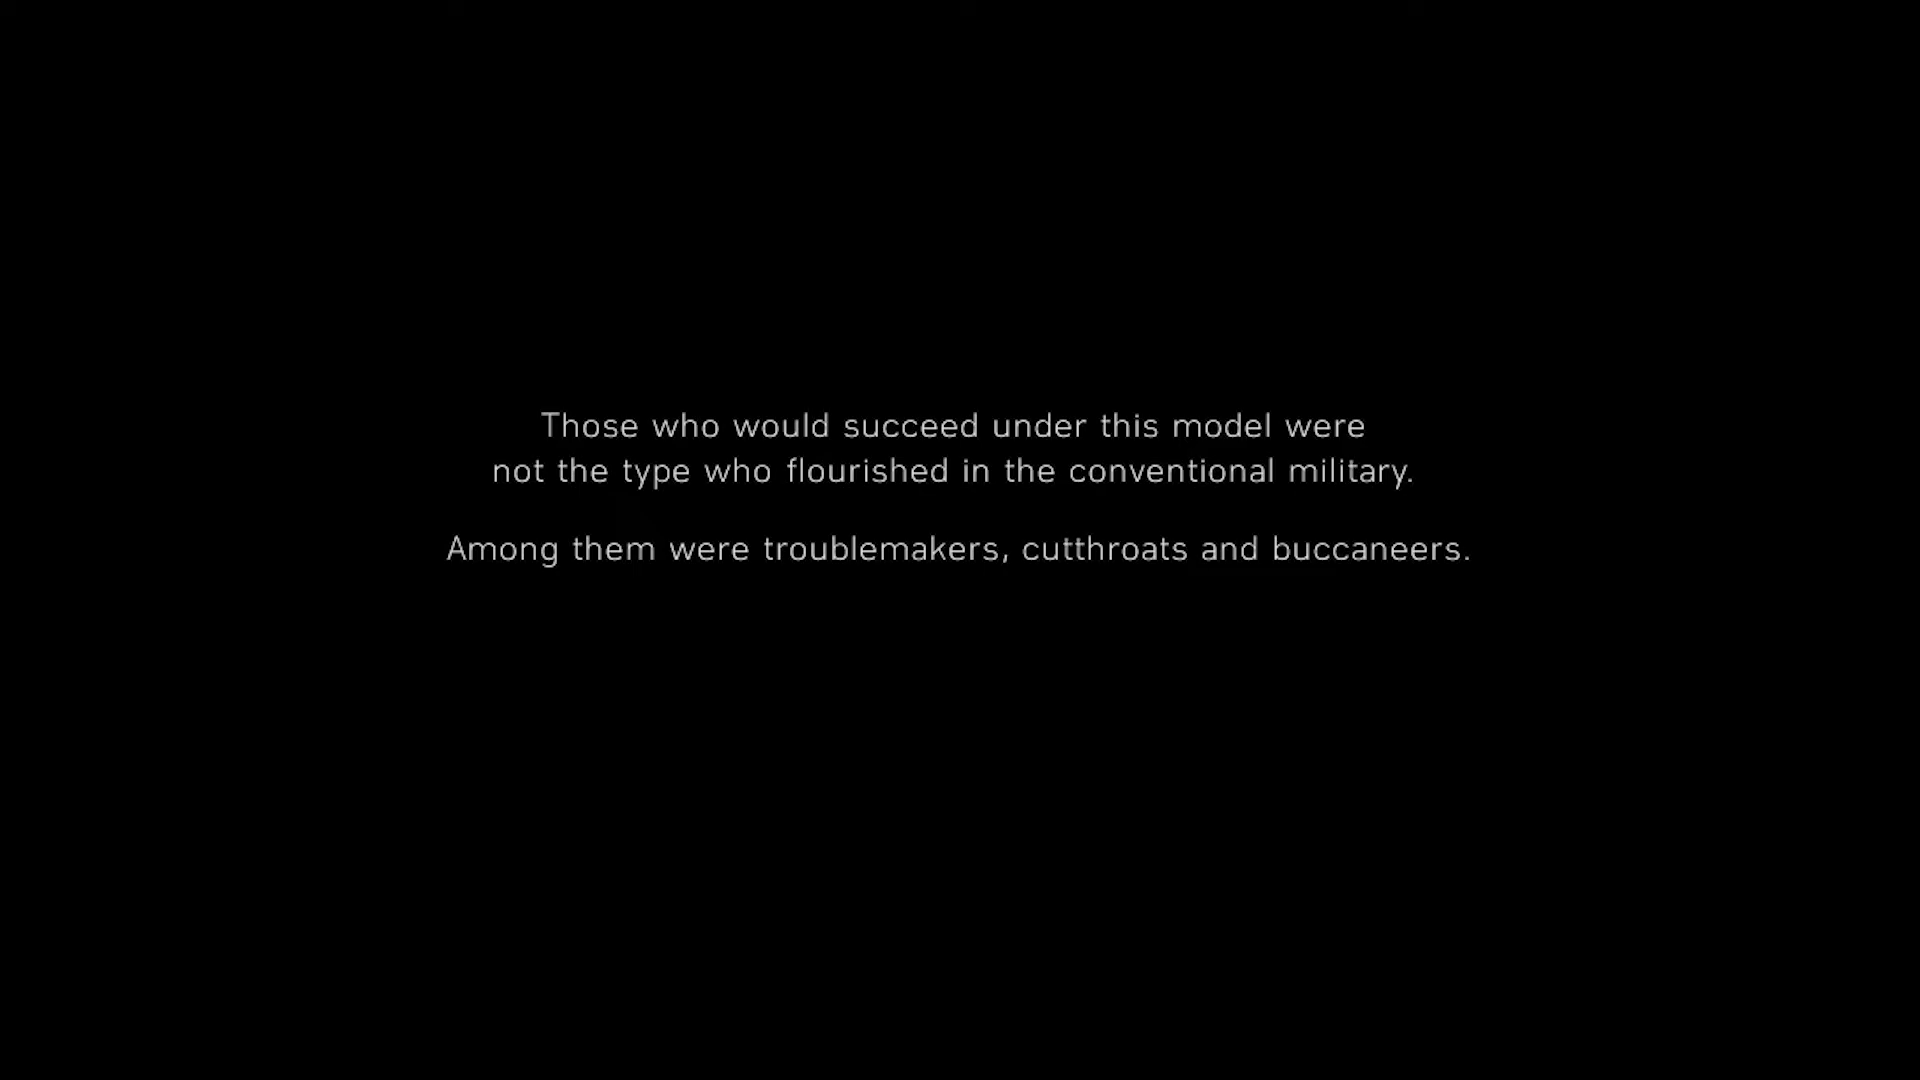 Those who would succeed under this model were
not the type who flourished in the conventional military.
Among them were troublemakers, cutthroats and buccaneers.